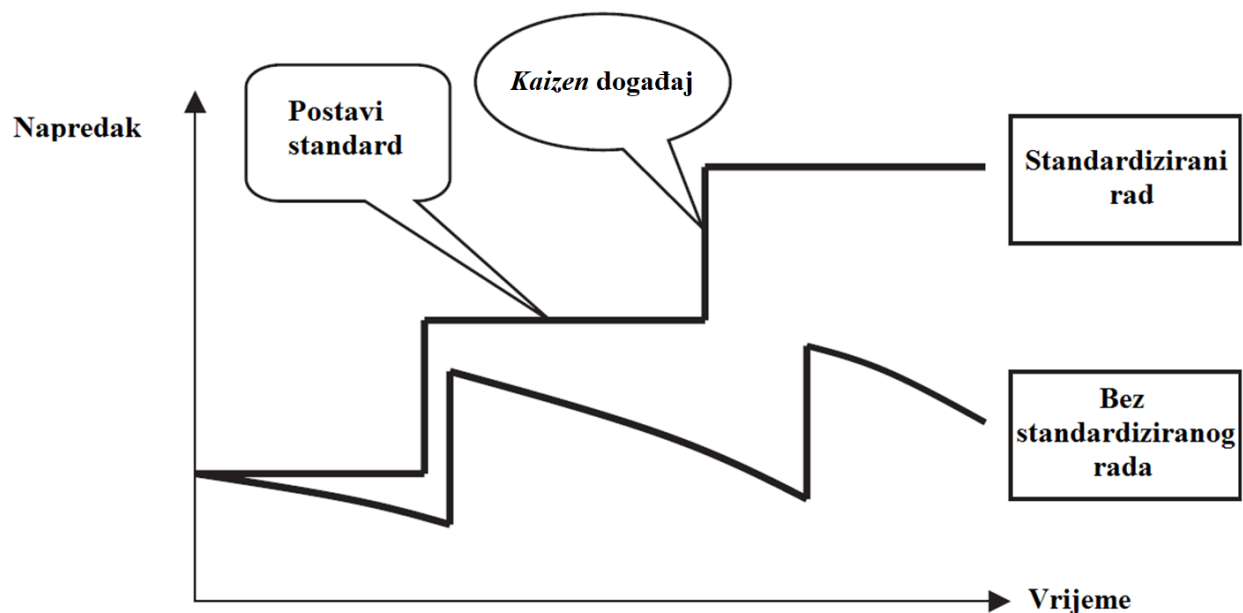 Napredak
Postavi
standard
Kaizen događaj
Standardizirani
rad
Bez
standardiziranog
rada
Vrijeme